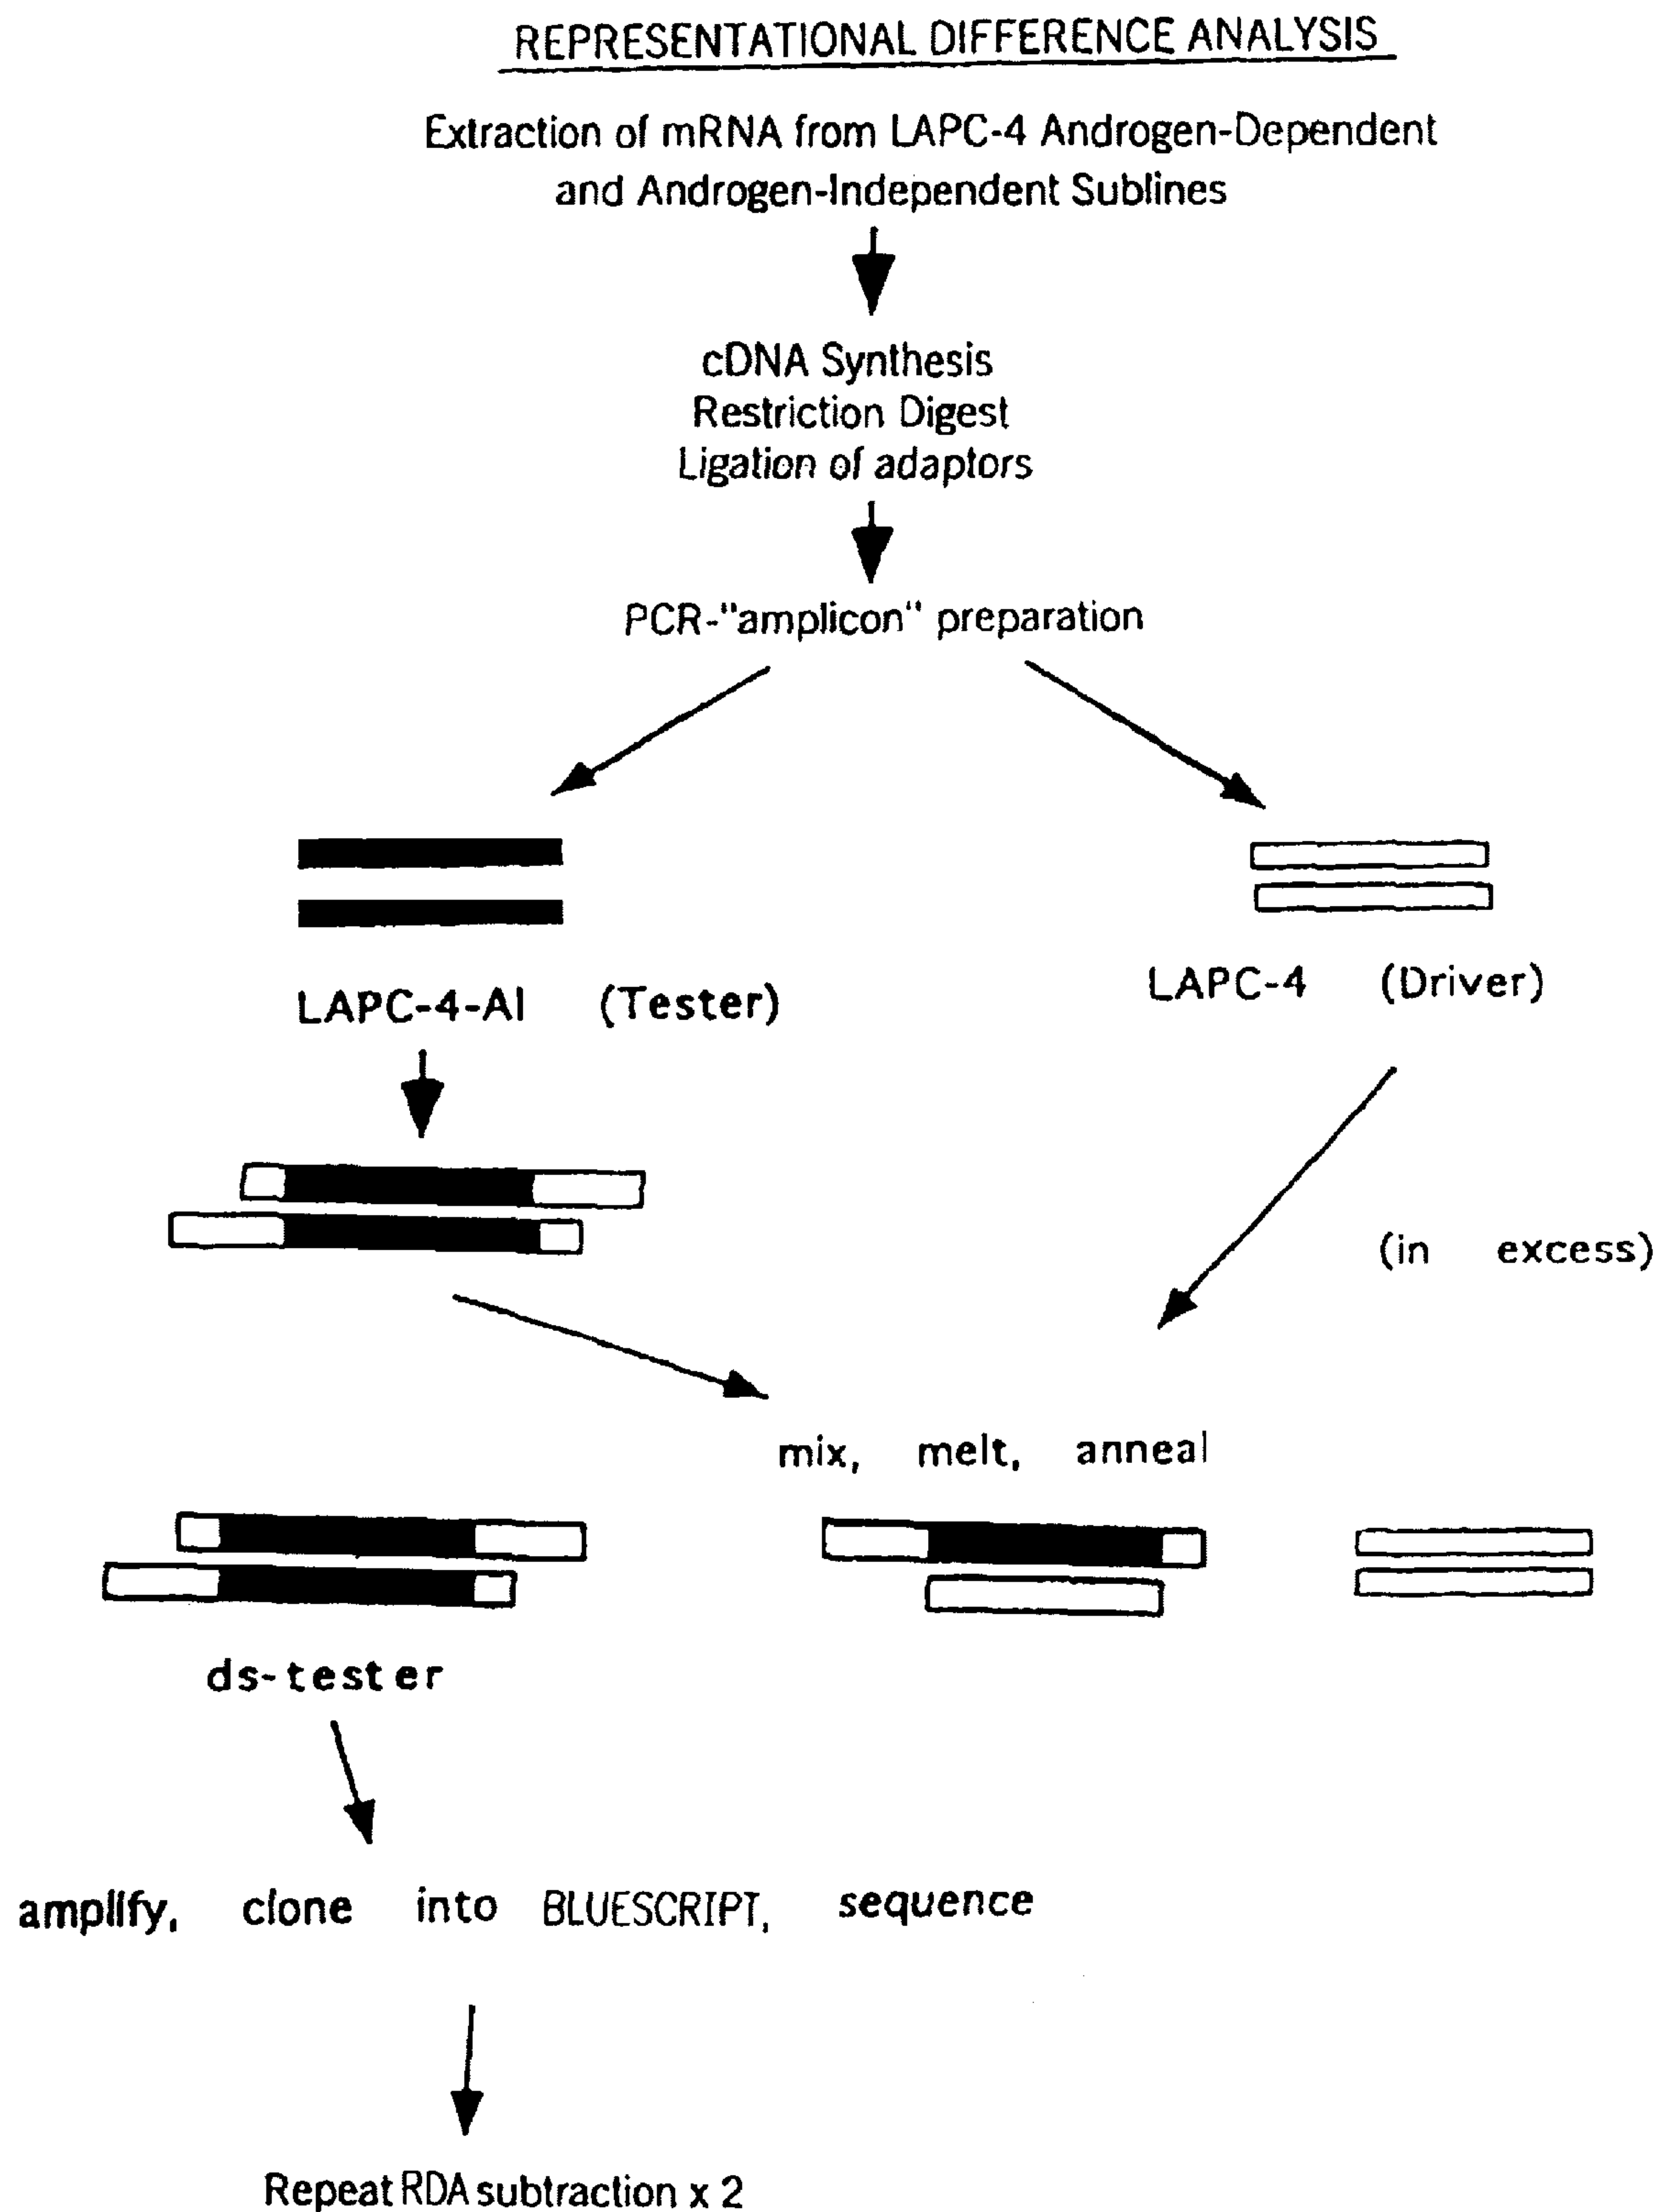 REPRESENTATIONAL DIFFERENCE ANALYSIS
Extraction of mRNA from LAPC-4 Androgen-Dependent
and Androgen-Independent Sublines
cDNA Synthesis
Restriction Digest
Ligation of adaptors
PCR-"amplicon" preparation
LAPC-4-AI (Tester)
LAPC-4 (Driver)
(in excess)
mix, melt, anneal
ds-tester
amplify, clone into BLUESCRIPT, sequence
Repeat RDA subtraction x 2